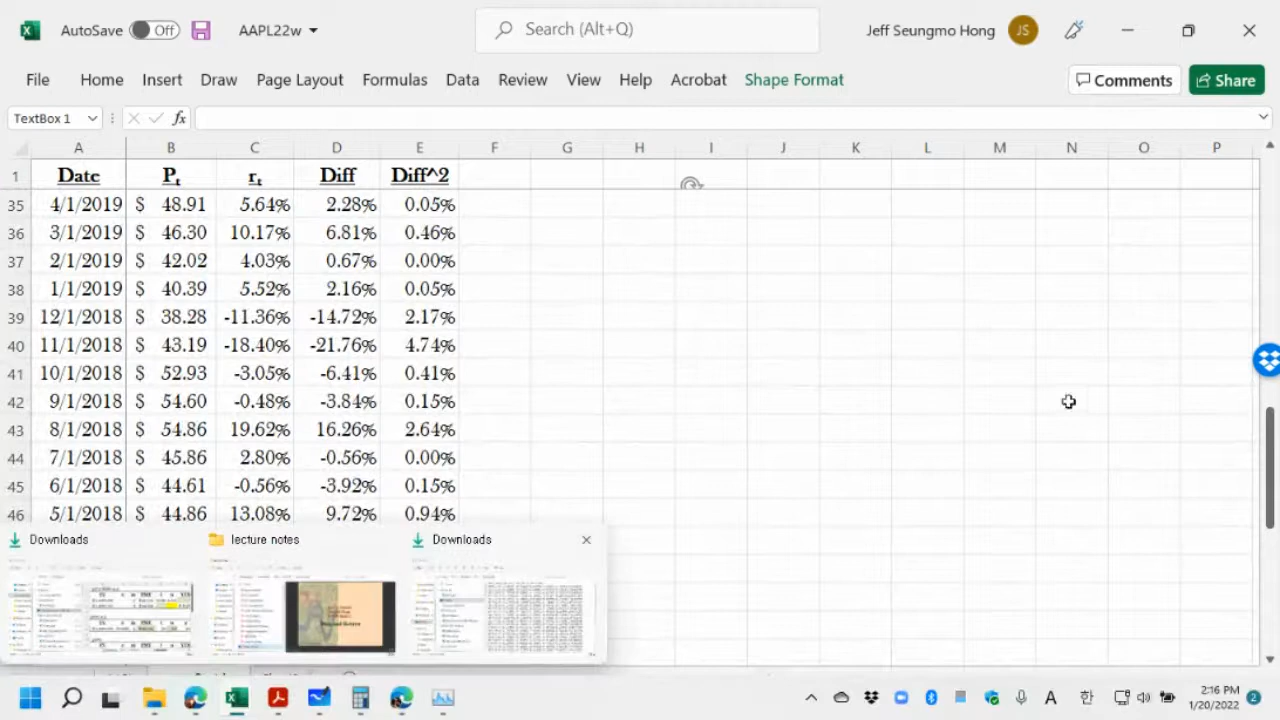 AutoSave Off AAPL22w Search (Alt+Q) Jeff Seungmo Hong JS
File Home Insert Draw Page Layout Formulas Data Review View Help Acrobat Shape Format Comments Share
TextBox 1 fx
A B C D E F G H I J K L M N O P
1 Date Pt rt Diff Diff^2
35 4/1/2019 $ 48.91 5.64% 2.28% 0.05%
36 3/1/2019 $ 46.30 10.17% 6.81% 0.46%
37 2/1/2019 $ 42.02 4.03% 0.67% 0.00%
38 1/1/2019 $ 40.39 5.52% 2.16% 0.05%
39 12/1/2018 $ 38.28 -11.36% -14.72% 2.17%
40 11/1/2018 $ 43.19 -18.40% -21.76% 4.74%
41 10/1/2018 $ 52.93 -3.05% -6.41% 0.41%
42 9/1/2018 $ 54.60 -0.48% -3.84% 0.15%
43 8/1/2018 $ 54.86 19.62% 16.26% 2.64%
44 7/1/2018 $ 45.86 2.80% -0.56% 0.00%
45 6/1/2018 $ 44.61 -0.56% -3.92% 0.15%
46 5/1/2018 $ 44.86 13.08% 9.72% 0.94%
Downloads lecture notes Downloads
A 한 2:16 PM
1/20/2022 2